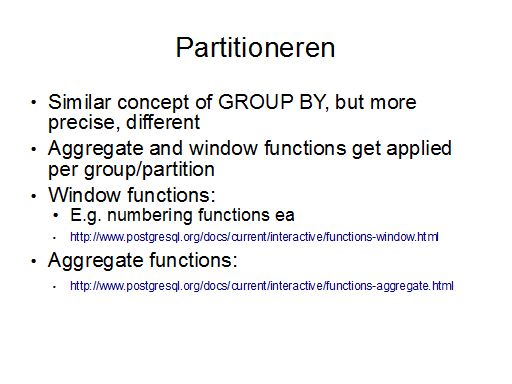 Partitioneren
• Similar concept of GROUP BY, but more
precise, different
• Aggregate and window functions get applied
per group/partition
• Window functions:
• E.g. numbering functions ea
• http://www.postgresql.org/docs/current/interactive/functions-window.html
• Aggregate functions:
• http://www.postgresql.org/docs/current/interactive/functions-aggregate.html